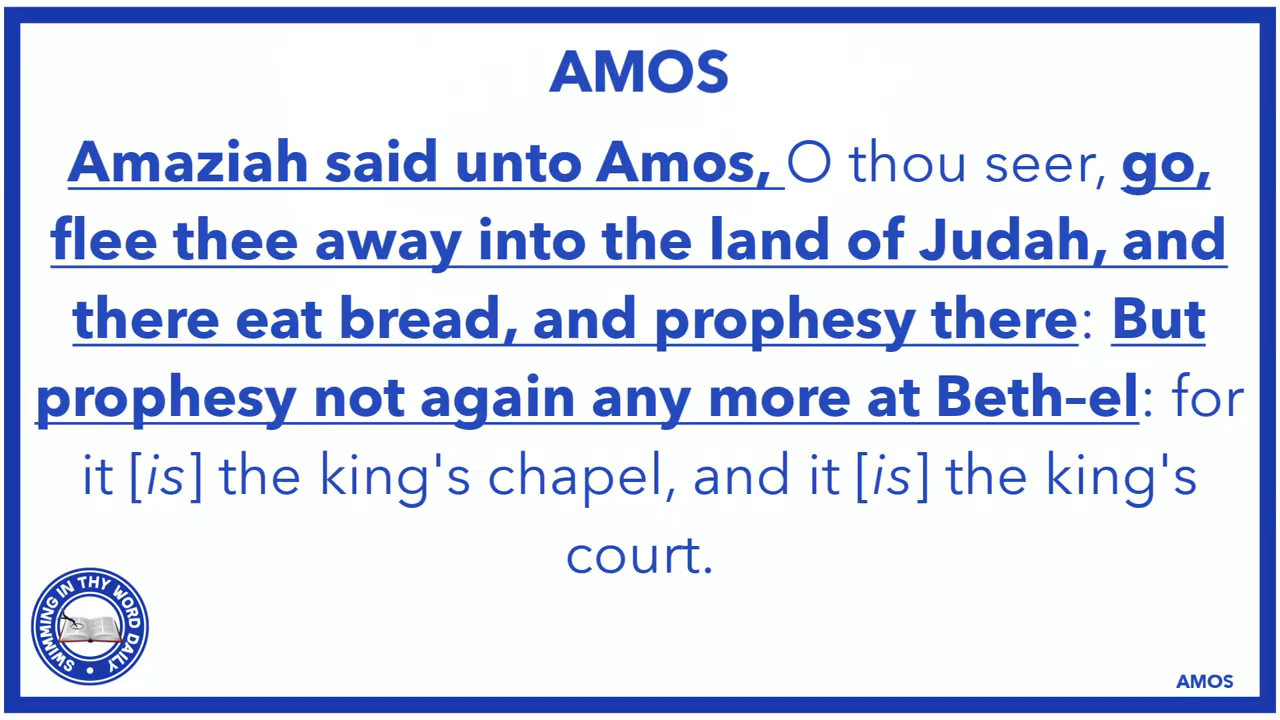 AMOS
Amaziah said unto Amos, O thou seer, go,
flee thee away into the land of Judah, and
there eat bread, and prophesy there: But
prophesy not again any more at Beth-el: for
it [is] the king's chapel, and it [is] the king's
court.
SWIMMING IN THY WORD DAILY
AMOS